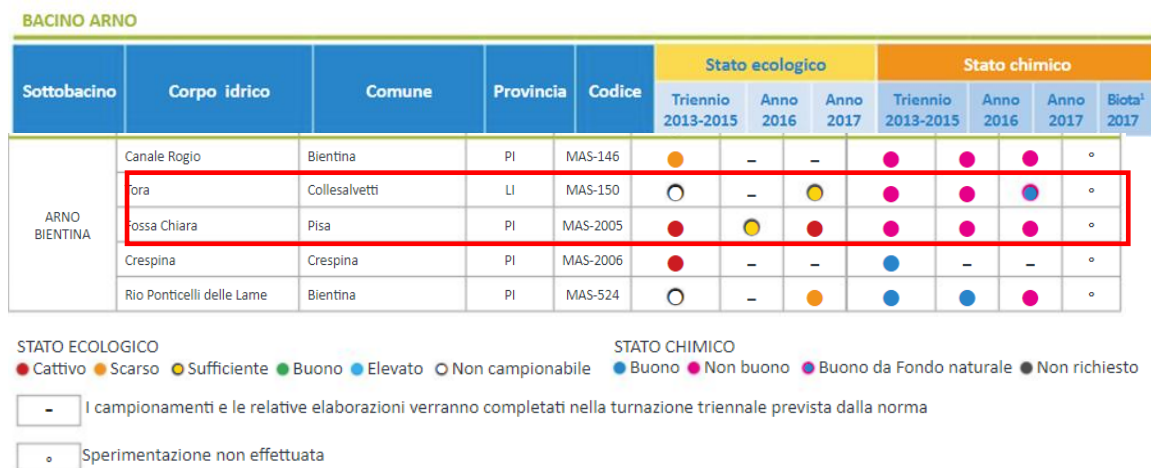 BACINO ARNO
Sottobacino Corpo idrico Comune Provincia Codice Stato ecologico Stato chimico
Triennio 2013-2015 Anno 2016 Anno 2017 Triennio 2013-2015 Anno 2016 Anno 2017 Biota¹ 2017
ARNO BIENTINA
Canale Rogio Bientina PI MAS-146 - - °
Tora Collesalvetti LI MAS-150 - °
Fossa Chiara Pisa PI MAS-2005 °
Crespina Crespina PI MAS-2006 - - - - °
Rio Ponticelli delle Lame Bientina PI MAS-524 - °
STATO ECOLOGICO
Cattivo Scarso Sufficiente Buono Elevato Non campionabile
STATO CHIMICO
Buono Non buono Buono da Fondo naturale Non richiesto
- I campionamenti e le relative elaborazioni verranno completati nella turnazione triennale prevista dalla norma
° Sperimentazione non effettuata